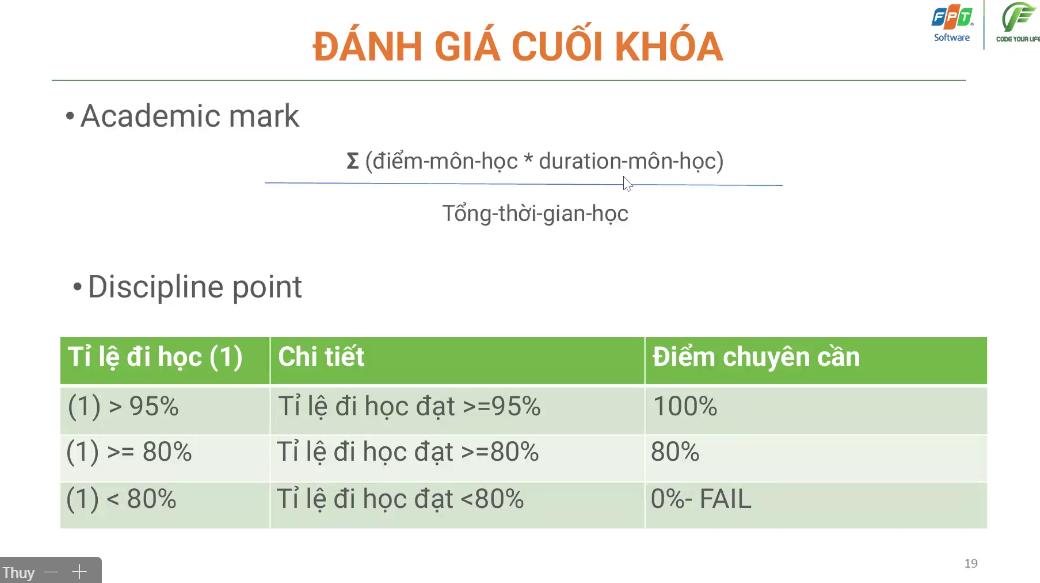 FPT
Software
CODE YOUR LIFE
ĐÁNH GIÁ CUỐI KHÓA
• Academic mark
Σ (điểm-môn-học * duration-môn-học)
Tổng-thời-gian-học
• Discipline point
Tỉ lệ đi học (1) Chi tiết Điểm chuyên cần
(1) > 95% Tỉ lệ đi học đạt >=95% 100%
(1) >= 80% Tỉ lệ đi học đạt >=80% 80%
(1) < 80% Tỉ lệ đi học đạt <80% 0%- FAIL
19
Thuy